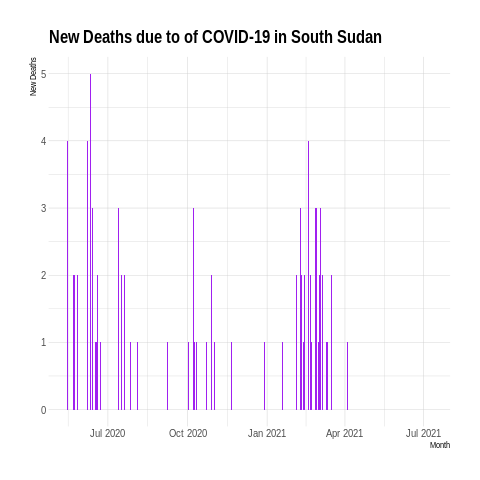 New Deaths due to of COVID-19 in South Sudan
New Deaths
5
4
3
2
1
0
Jul 2020 Oct 2020 Jan 2021 Apr 2021 Jul 2021
Month